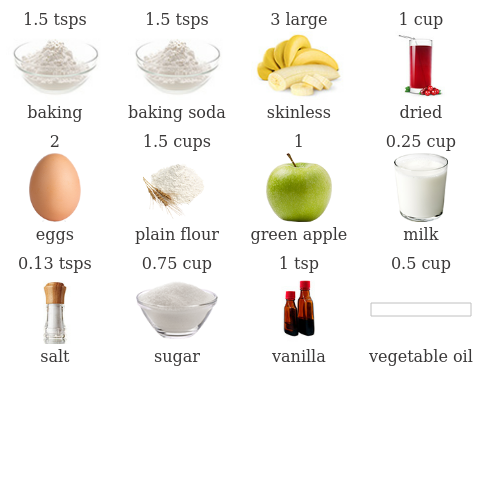 1.5 tsps 1.5 tsps 3 large 1 cup
baking baking soda skinless dried
2 1.5 cups 1 0.25 cup
eggs plain flour green apple milk
0.13 tsps 0.75 cup 1 tsp 0.5 cup
salt sugar vanilla vegetable oil